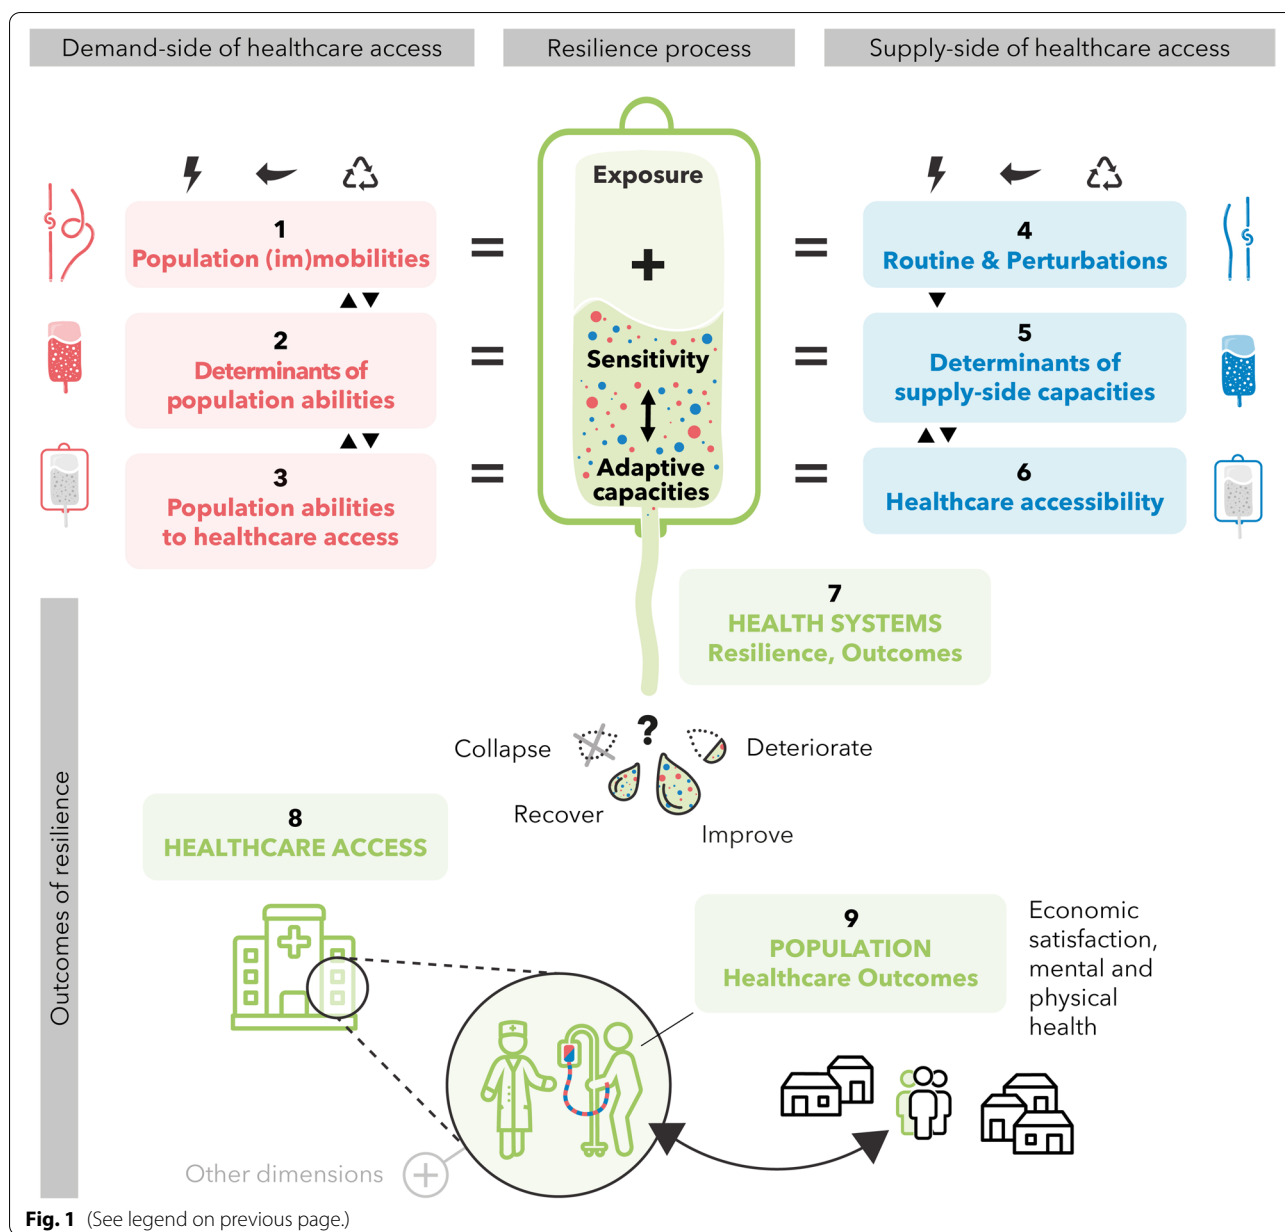 Demand-side of healthcare access
Resilience process
Supply-side of healthcare access
Exposure
+
Sensitivity
Adaptive
capacities
1
Population (im)mobilities
=
2
Determinants of
population abilities
=
3
Population abilities
to healthcare access
=
=
4
Routine & Perturbations
=
5
Determinants of
supply-side capacities
=
6
Healthcare accessibility
Outcomes of resilience
7
HEALTH SYSTEMS
Resilience, Outcomes
?
Collapse
Deteriorate
Recover
Improve
8
HEALTHCARE ACCESS
9
POPULATION
Healthcare Outcomes
Economic
satisfaction,
mental and
physical
health
Other dimensions
Fig. 1 (See legend on previous page.)